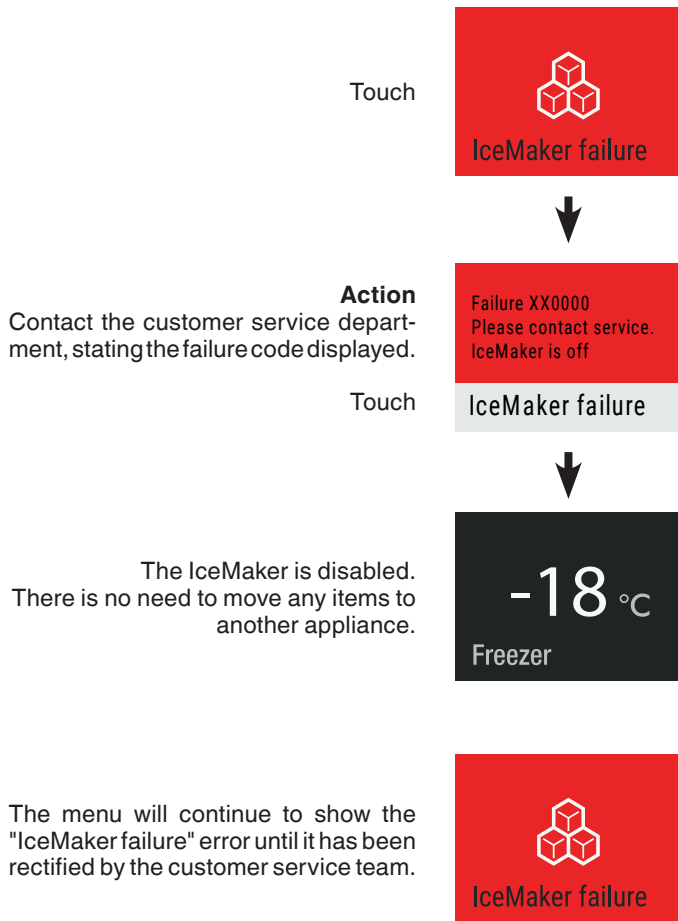 Touch
IceMaker failure
Action
Contact the customer service depart-
ment, stating the failure code displayed.
Failure XX0000
Please contact service.
IceMaker is off
Touch
IceMaker failure
The IceMaker is disabled.
There is no need to move any items to
another appliance.
-18 °C
Freezer
The menu will continue to show the
"IceMaker failure" error until it has been
rectified by the customer service team.
IceMaker failure